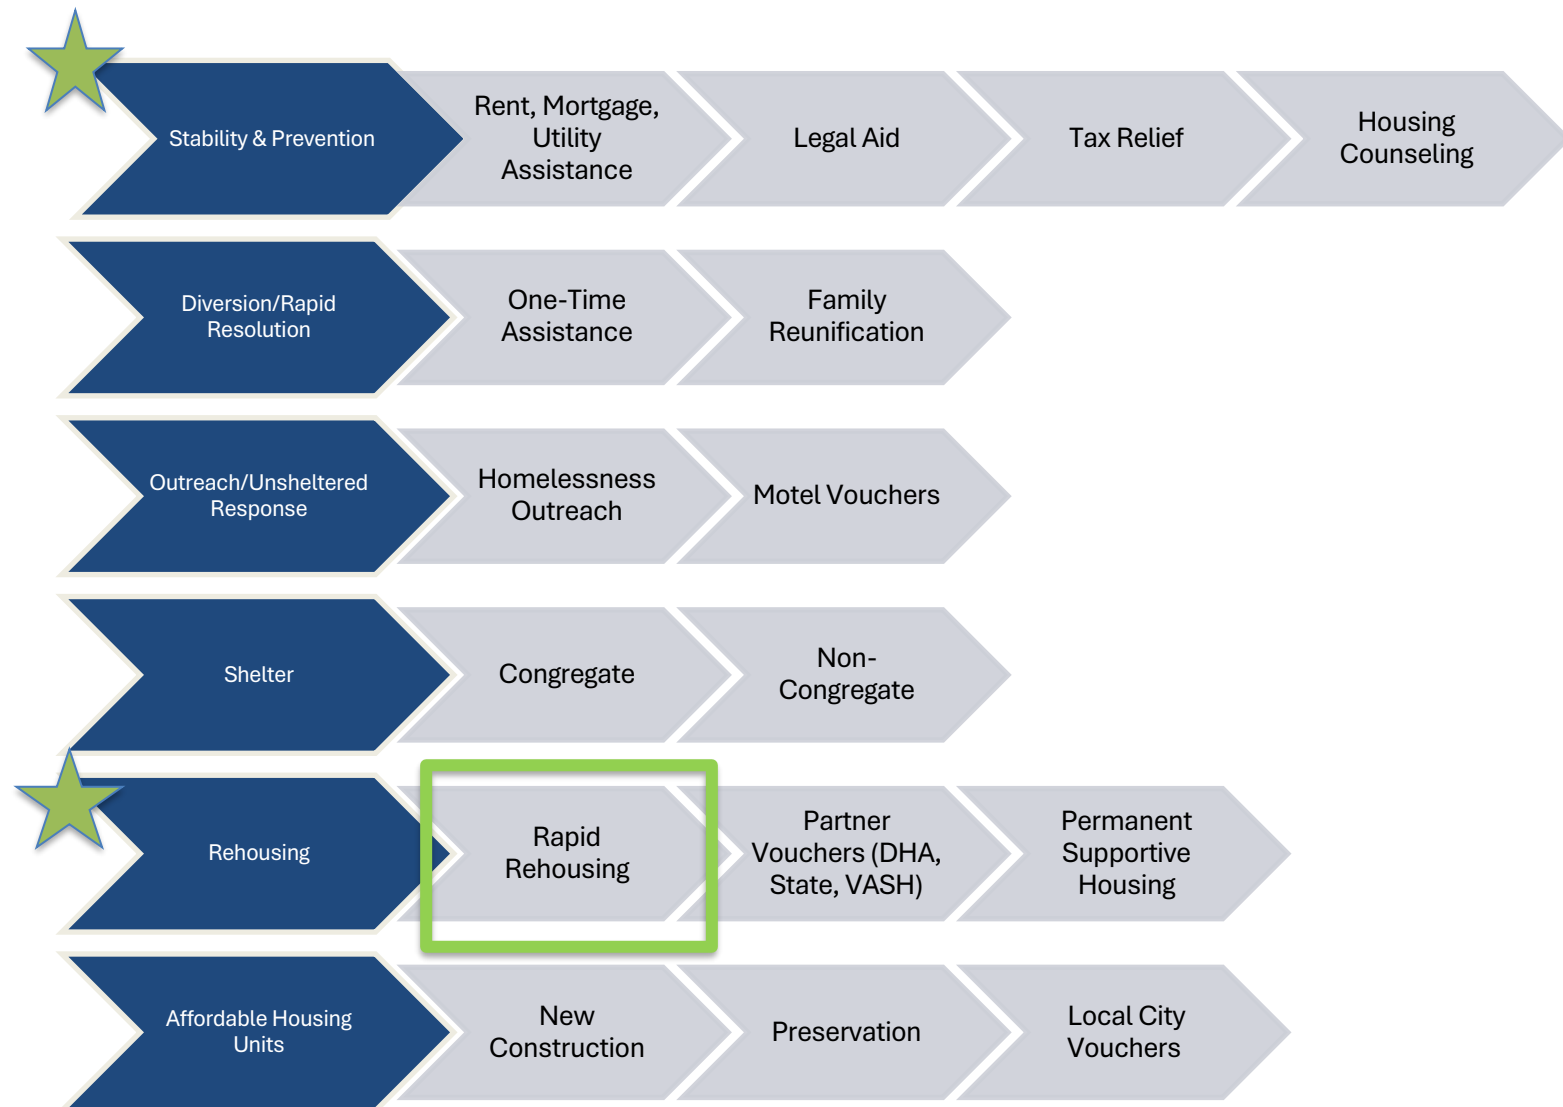 Stability & Prevention
Rent, Mortgage,
Utility
Assistance
Legal Aid
Tax Relief
Housing
Counseling
Diversion/Rapid
Resolution
One-Time
Assistance
Family
Reunification
Outreach/Unsheltered
Response
Homelessness
Outreach
Motel Vouchers
Shelter
Congregate
Non-
Congregate
Rehousing
Rapid
Rehousing
Partner
Vouchers (DHA,
State, VASH)
Permanent
Supportive
Housing
Affordable Housing
Units
New
Construction
Preservation
Local City
Vouchers